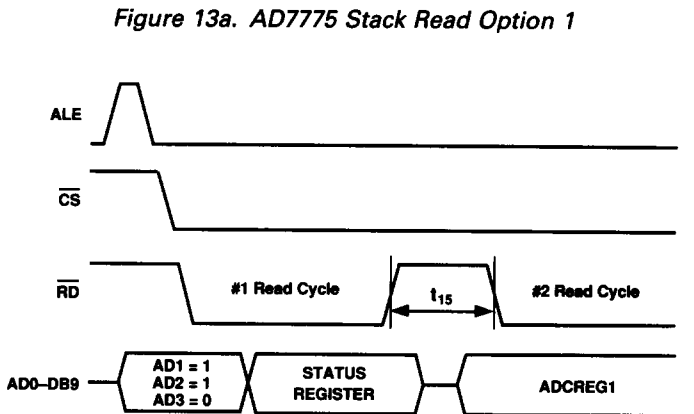 Figure 13a. AD7775 Stack Read Option 1
ALE
CS
RD
#1 Read Cycle
t15
#2 Read Cycle
AD0–DB9
AD1 = 1
AD2 = 1
AD3 = 0
STATUS
REGISTER
ADCREG1